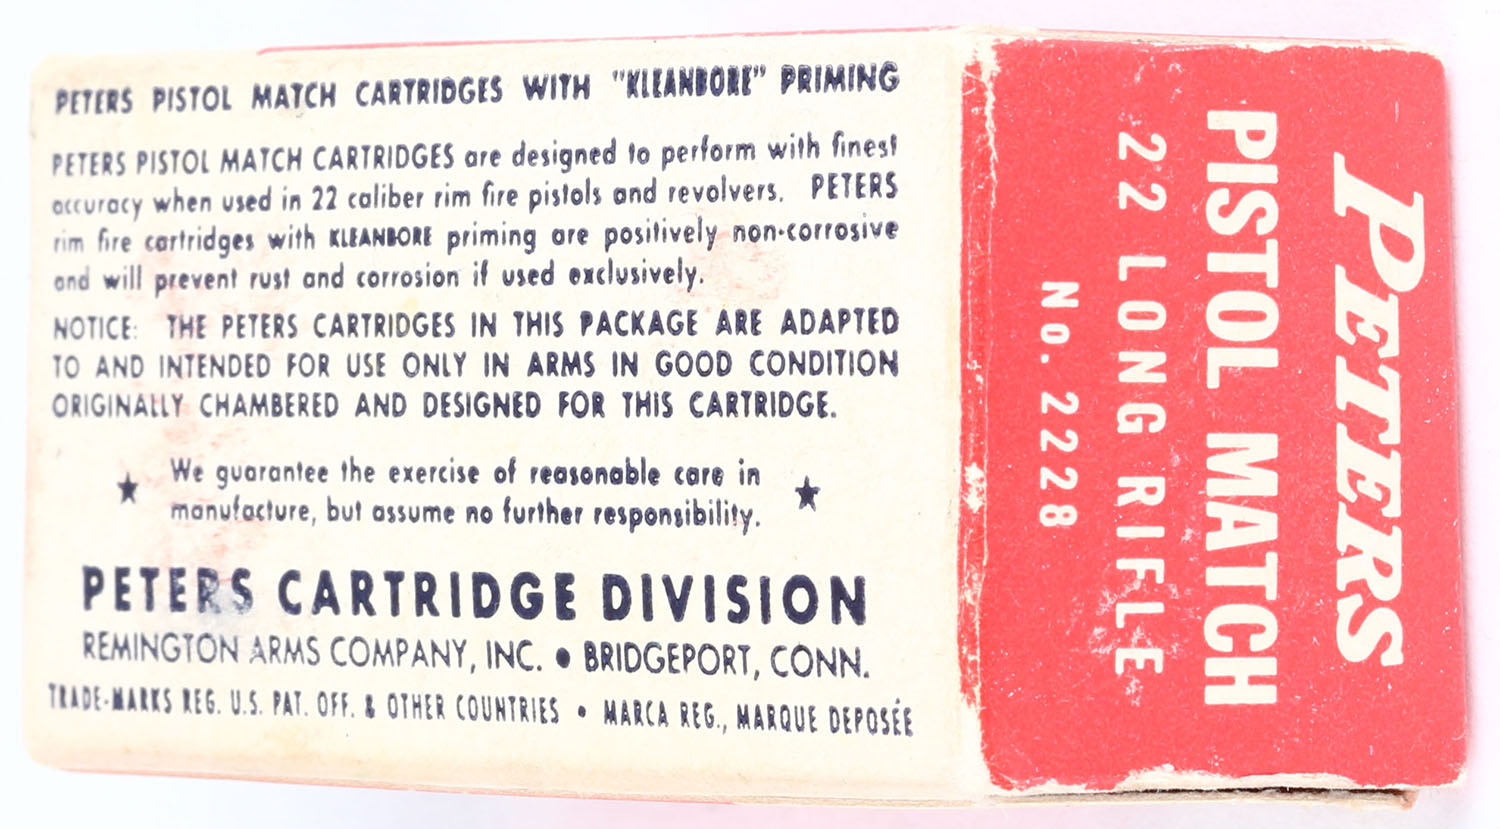 PETERS PISTOL MATCH CARTRIDGES WITH "KLEANBORE" PRIMING
PETERS PISTOL MATCH CARTRIDGES are designed to perform with finest
accuracy when used in 22 caliber rim fire pistols and revolvers. PETERS
rim fire cartridges with KLEANBORE priming are positively non-corrosive
and will prevent rust and corrosion if used exclusively.
NOTICE: THE PETERS CARTRIDGES IN THIS PACKAGE ARE ADAPTED
TO AND INTENDED FOR USE ONLY IN ARMS IN GOOD CONDITION
ORIGINALLY CHAMBERED AND DESIGNED FOR THIS CARTRIDGE.
★ We guarantee the exercise of reasonable care in ★
manufacture, but assume no further responsibility.
PETERS CARTRIDGE DIVISION
REMINGTON ARMS COMPANY, INC. • BRIDGEPORT, CONN.
TRADE-MARKS REG. U.S. PAT. OFF. & OTHER COUNTRIES • MARCA REG., MARQUE DEPOSÉE
PETERS
PISTOL MATCH
22 LONG RIFLE
No. 2228